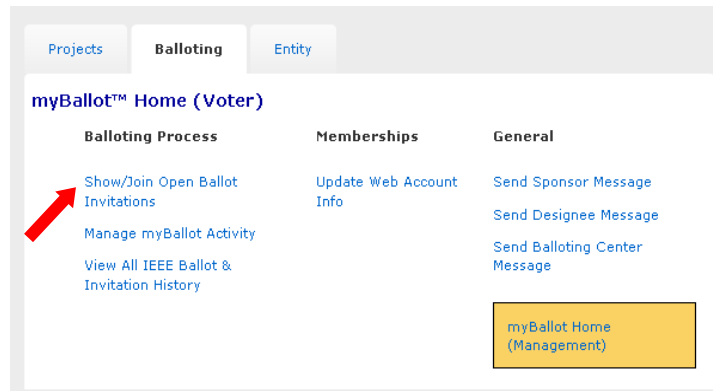 Projects
Balloting
Entity
myBallot™ Home (Voter)
Balloting Process
Show/Join Open Ballot
Invitations
Manage myBallot Activity
View All IEEE Ballot &
Invitation History
Memberships
Update Web Account
Info
General
Send Sponsor Message
Send Designee Message
Send Balloting Center
Message
myBallot Home
(Management)